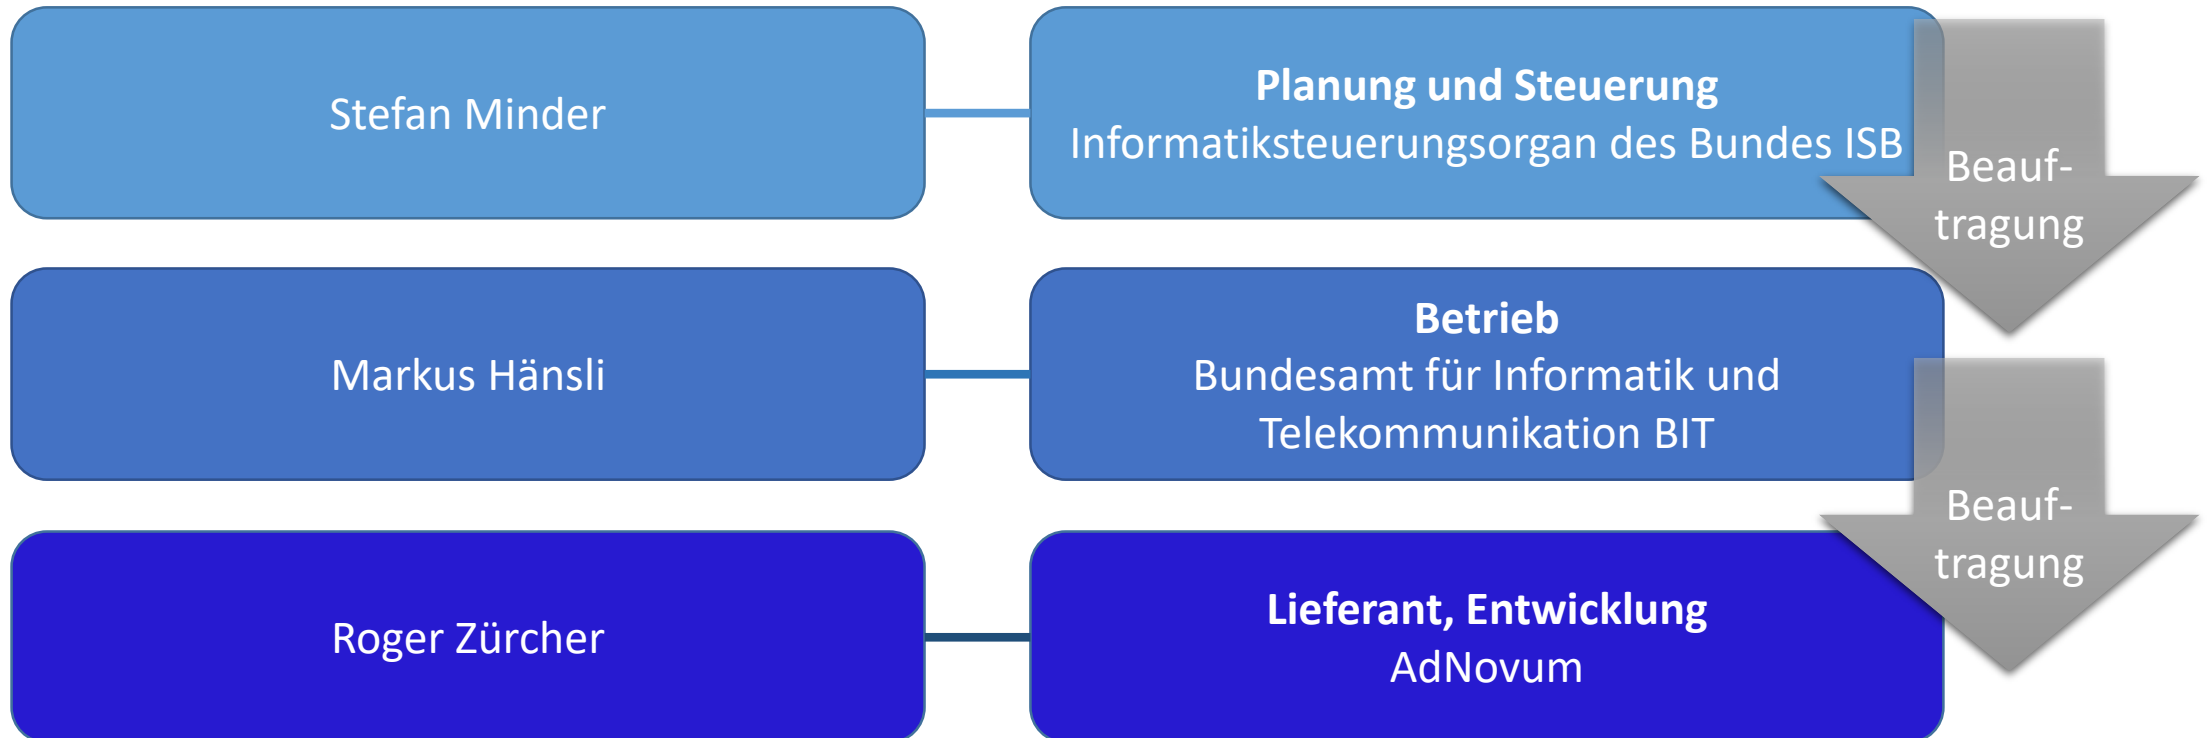 Stefan Minder
Planung und Steuerung
Informatiksteuerungsorgan des Bundes ISB
Beauf-
tragung
Markus Hänsli
Betrieb
Bundesamt für Informatik und
Telekommunikation BIT
Beauf-
tragung
Roger Zürcher
Lieferant, Entwicklung
AdNovum